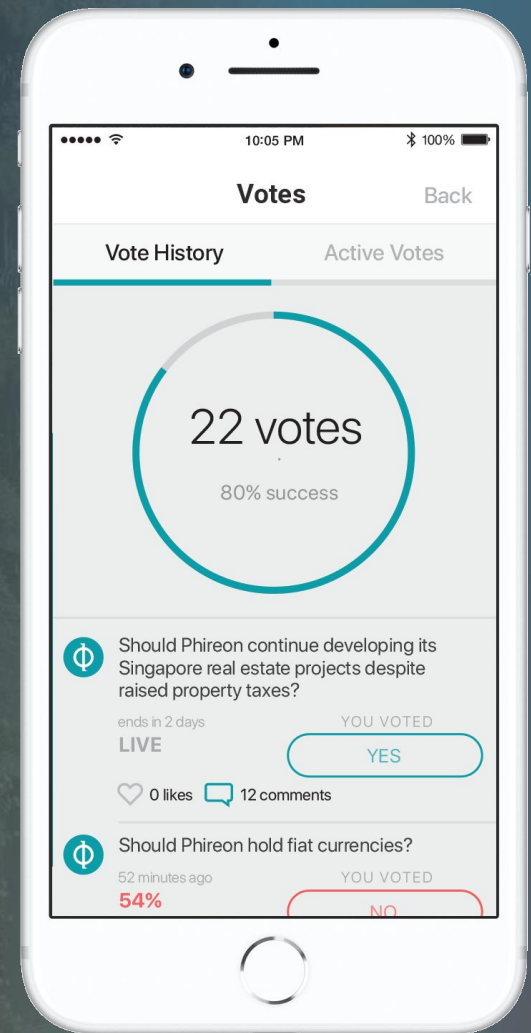 10:05 PM 100%
Votes Back
Vote History Active Votes
22 votes
80% success
Should Phireon continue developing its
Singapore real estate projects despite
raised property taxes?
ends in 2 days YOU VOTED
LIVE YES
0 likes 12 comments
Should Phireon hold fiat currencies?
52 minutes ago YOU VOTED
54% NO